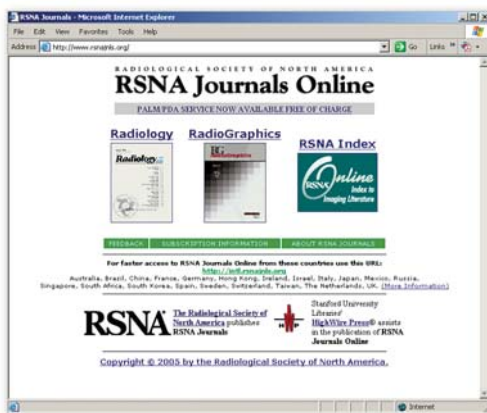 RSNA Journals - Microsoft Internet Explorer
File Edit View Favorites Tools Help
Address http://www.rsnajnls.org/ Go Links »
RADIOLOGICAL SOCIETY OF NORTH AMERICA
RSNA Journals Online
PALM/PDA SERVICE NOW AVAILABLE FREE OF CHARGE
Radiology RadioGraphics RSNA Index
Radiology
RG
RadioGraphics
RSNA Online
Index to
Imaging Literature
FEEDBACK SUBSCRIPTION INFORMATION ABOUT RSNA JOURNALS
For faster access to RSNA Journals Online from these countries use this URL:
http://intl.rsnajnls.org
Australia, Brazil, China, France, Germany, Hong Kong, Ireland, Israel, Italy, Japan, Mexico, Russia,
Singapore, South Africa, South Korea, Spain, Sweden, Switzerland, Taiwan, The Netherlands, UK. (More Information)
RSNA
The Radiological Society of
North America publishes
RSNA Journals
HWP
Stanford University
Libraries'
HighWire Press® assists
in the publication of RSNA
Journals Online
Copyright © 2005 by the Radiological Society of North America.
Internet